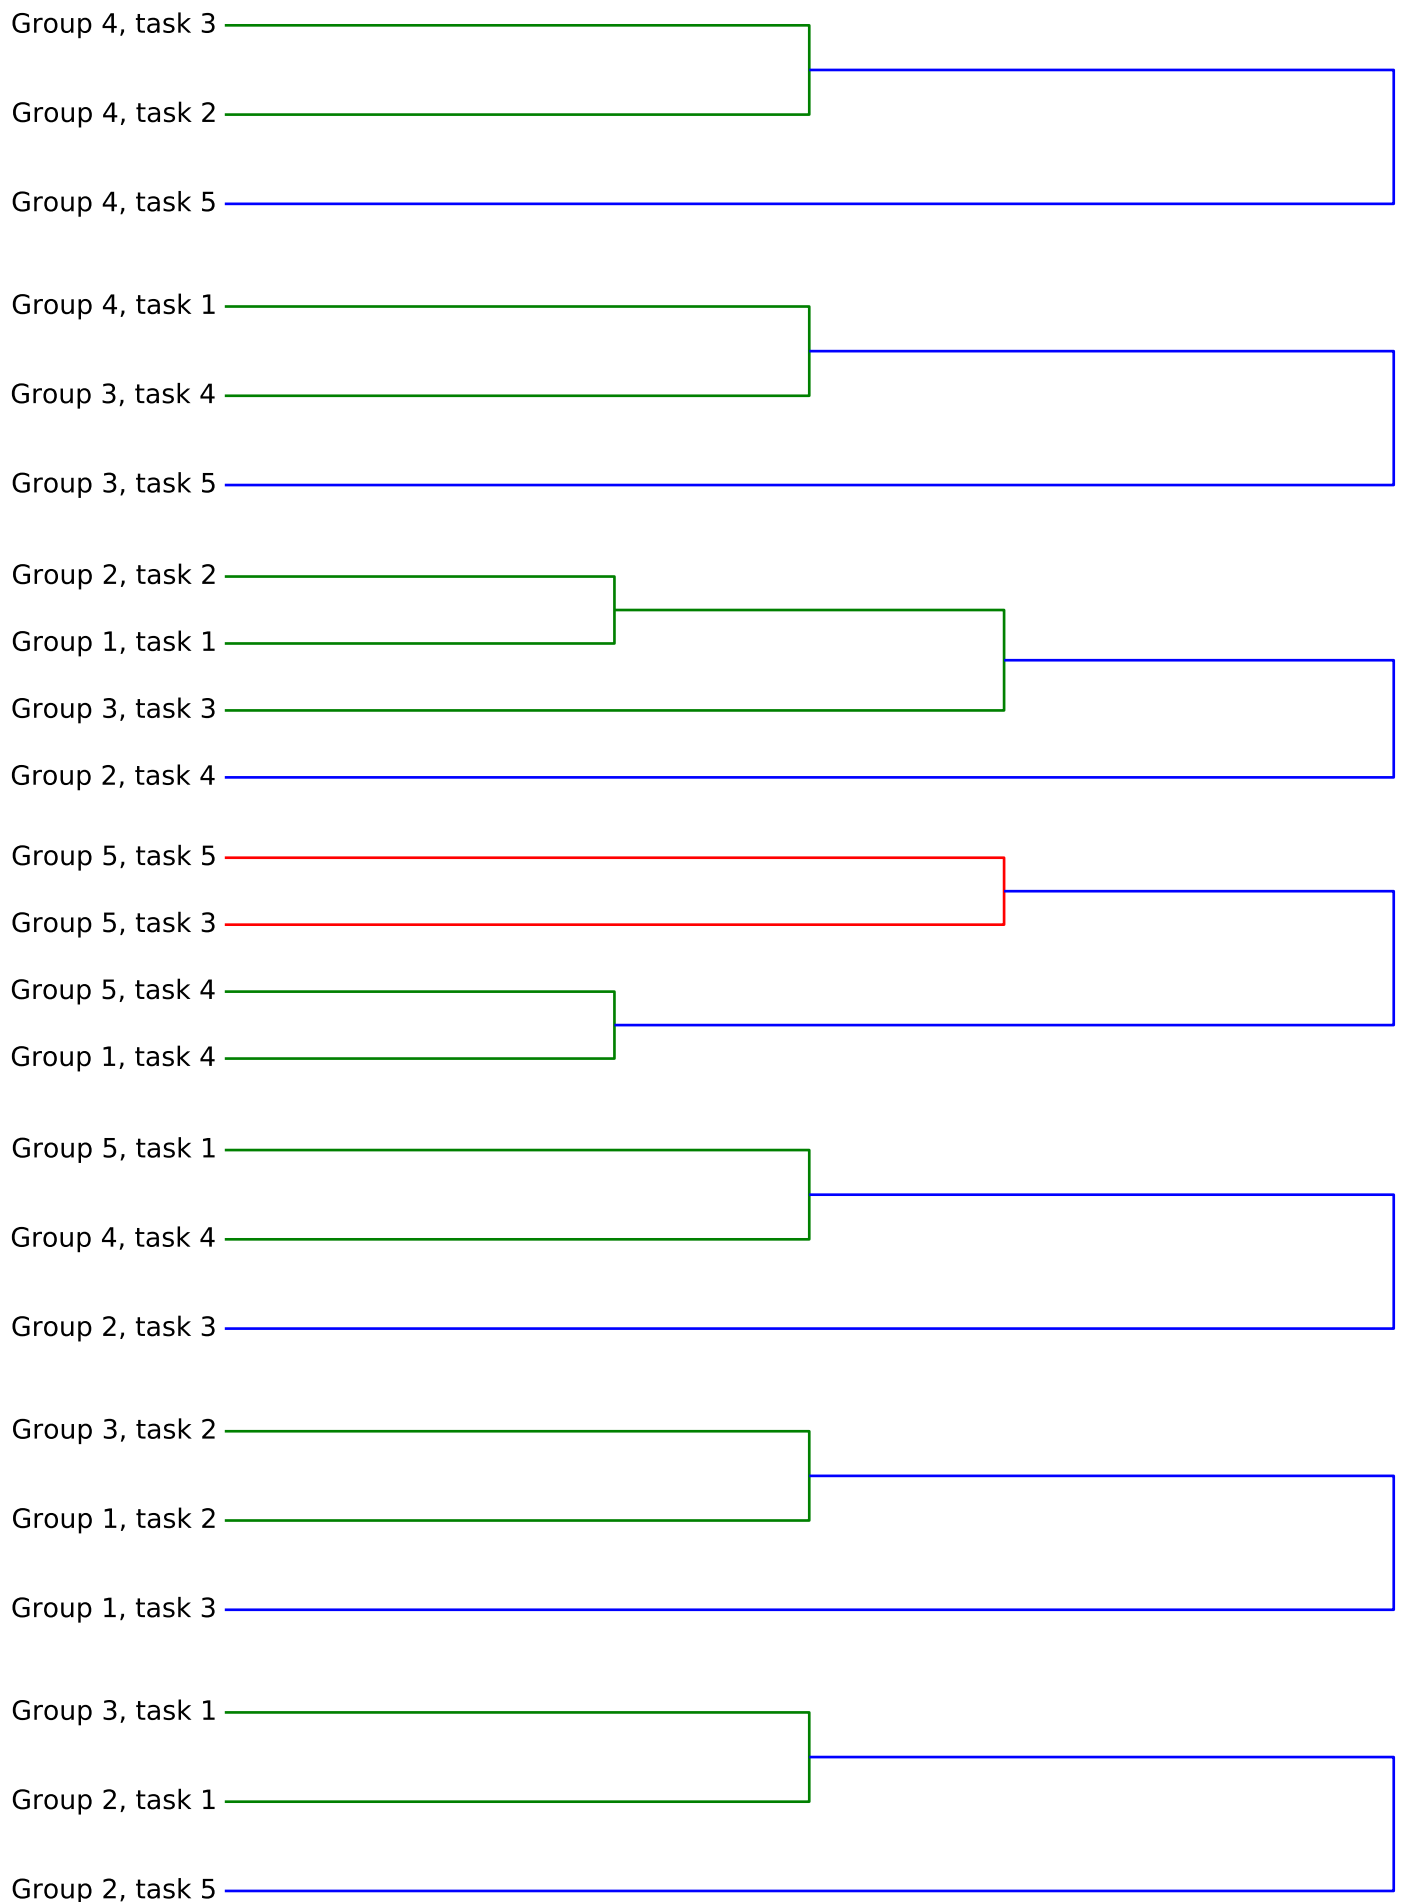 Group 4, task 3
Group 4, task 2
Group 4, task 5
Group 4, task 1
Group 3, task 4
Group 3, task 5
Group 2, task 2
Group 1, task 1
Group 3, task 3
Group 2, task 4
Group 5, task 5
Group 5, task 3
Group 5, task 4
Group 1, task 4
Group 5, task 1
Group 4, task 4
Group 2, task 3
Group 3, task 2
Group 1, task 2
Group 1, task 3
Group 3, task 1
Group 2, task 1
Group 2, task 5